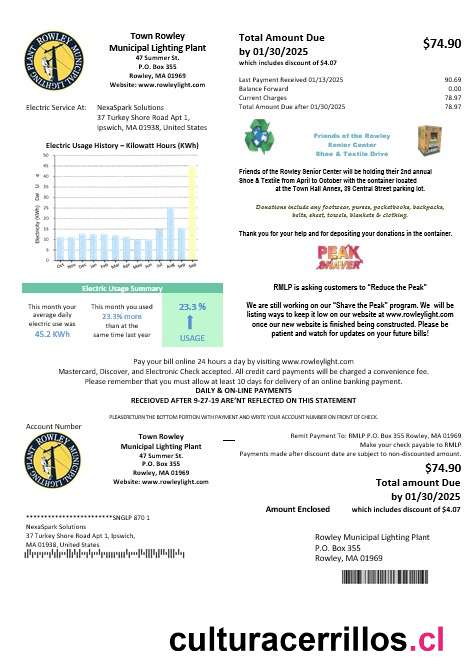 ROWLEY MUNICIPAL LIGHTING PLANT
Town Rowley
Municipal Lighting Plant
47 Summer St.
P.O. Box 355
Rowley, MA 01969
Website: www.rowleylight.com
Total Amount Due
by 01/30/2025
which includes discount of $4.07
$74.90
Last Payment Received 01/13/2025 90.69
Balance Forward 0.00
Current Charges 78.97
Total Amount Due after 01/30/2025 78.97
Electric Service At: NexaSpark Solutions
37 Turkey Shore Road Apt 1,
Ipswich, MA 01938, United States
Friends of the Rowley
Senior Center
Shoe & Textile Drive
Electric Usage History – Kilowatt Hours (KWh)
50
45
40
35
30
25
20
15
10
5
0
Oct Nov Dec Jan Feb Mar Apr May Jun Jul Aug Sep
Friends of the Rowley Senior Center will be holding their 2nd annual
Shoe & Textile from April to October with the container located
at the Town Hall Annex, 39 Central Street parking lot.
Donations include any footwear, purses, pocketbooks, backpacks,
belts, sheet, towels, blankets & clothing.
Thank you for your help and for depositing your donations in the container.
PEAK
SHAVER
Electric Usage Summary
This month your
average daily
electric use was
45.2 KWh
This month you used
23.3% more
than at the
same time last year
23.3 %
USAGE
RMLP is asking customers to "Reduce the Peak"
We are still working on our "Shave the Peak" program. We will be
listing ways to keep it low on our website at www.rowleylight.com
once our new website is finished being constructed. Please be
patient and watch for updates on your future bills!
Pay your bill online 24 hours a day by visiting www.rowleylight.com
Mastercard, Discover, and Electronic Check accepted. All credit card payments will be charged a convenience fee.
Please remember that you must allow at least 10 days for delivery of an online banking payment.
DAILY & ON-LINE PAYMENTS
RECEIOVED AFTER 9-27-19 ARE'NT REFLECTED ON THIS STATEMENT
PLEASE RETURN THE BOTTOM PORTION WITH PAYMENT AND WRITE YOUR ACCOUNT NUMBER ON FRONT OF CHECK.
Account Number
ROWLEY MUNICIPAL LIGHTING PLANT
Town Rowley
Municipal Lighting Plant
47 Summer St.
P.O. Box 355
Rowley, MA 01969
Website: www.rowleylight.com
Remit Payment To: RMLP P.O. Box 355 Rowley, MA 01969
Make your check payable to RMLP
Payments made after discount date are subject to non-discounted amount.
$74.90
Total amount Due
by 01/30/2025
Amount Enclosed which includes discount of $4.07
***********************SNGLP 870 1
NexaSpark Solutions
37 Turkey Shore Road Apt 1, Ipswich,
MA 01938, United States
Rowley Municipal Lighting Plant
P.O. Box 355
Rowley, MA 01969
culturacerrillos.cl